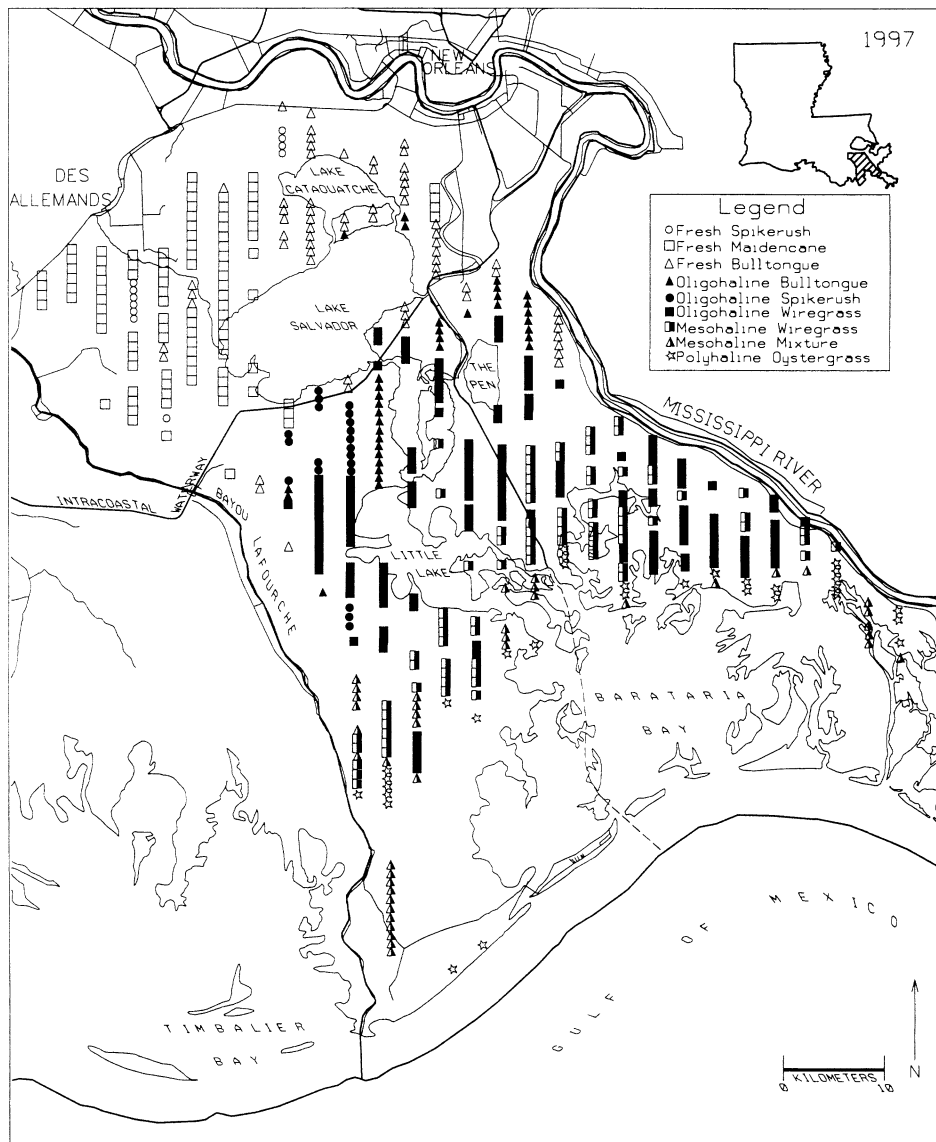 1997
NEW
ORLEANS
DES
ALLEMANDS
LAKE
CATAOUATCHE
Legend
Fresh Spikerush
Fresh Maidencane
Fresh Bulltongue
Oligohaline Bulltongue
Oligohaline Spikerush
Oligohaline Wiregrass
Mesohaline Wiregrass
Mesohaline Mixture
Polyhaline Oystergrass
LAKE
SALVADOR
THE
PEN
MISSISSIPPI RIVER
INTRACOASTAL
WATERWAY
BAYOU
LAFOURCHE
LITTLE
LAKE
BARATARIA
BAY
GULF OF MEXICO
TIMBALIER
BAY
KILOMETERS
0 10
N